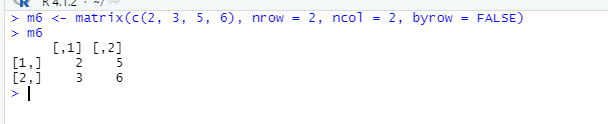 R 4.1.2 · ~/
> m6 <- matrix(c(2, 3, 5, 6), nrow = 2, ncol = 2, byrow = FALSE)
> m6
     [,1] [,2]
[1,]    2    5
[2,]    3    6
>